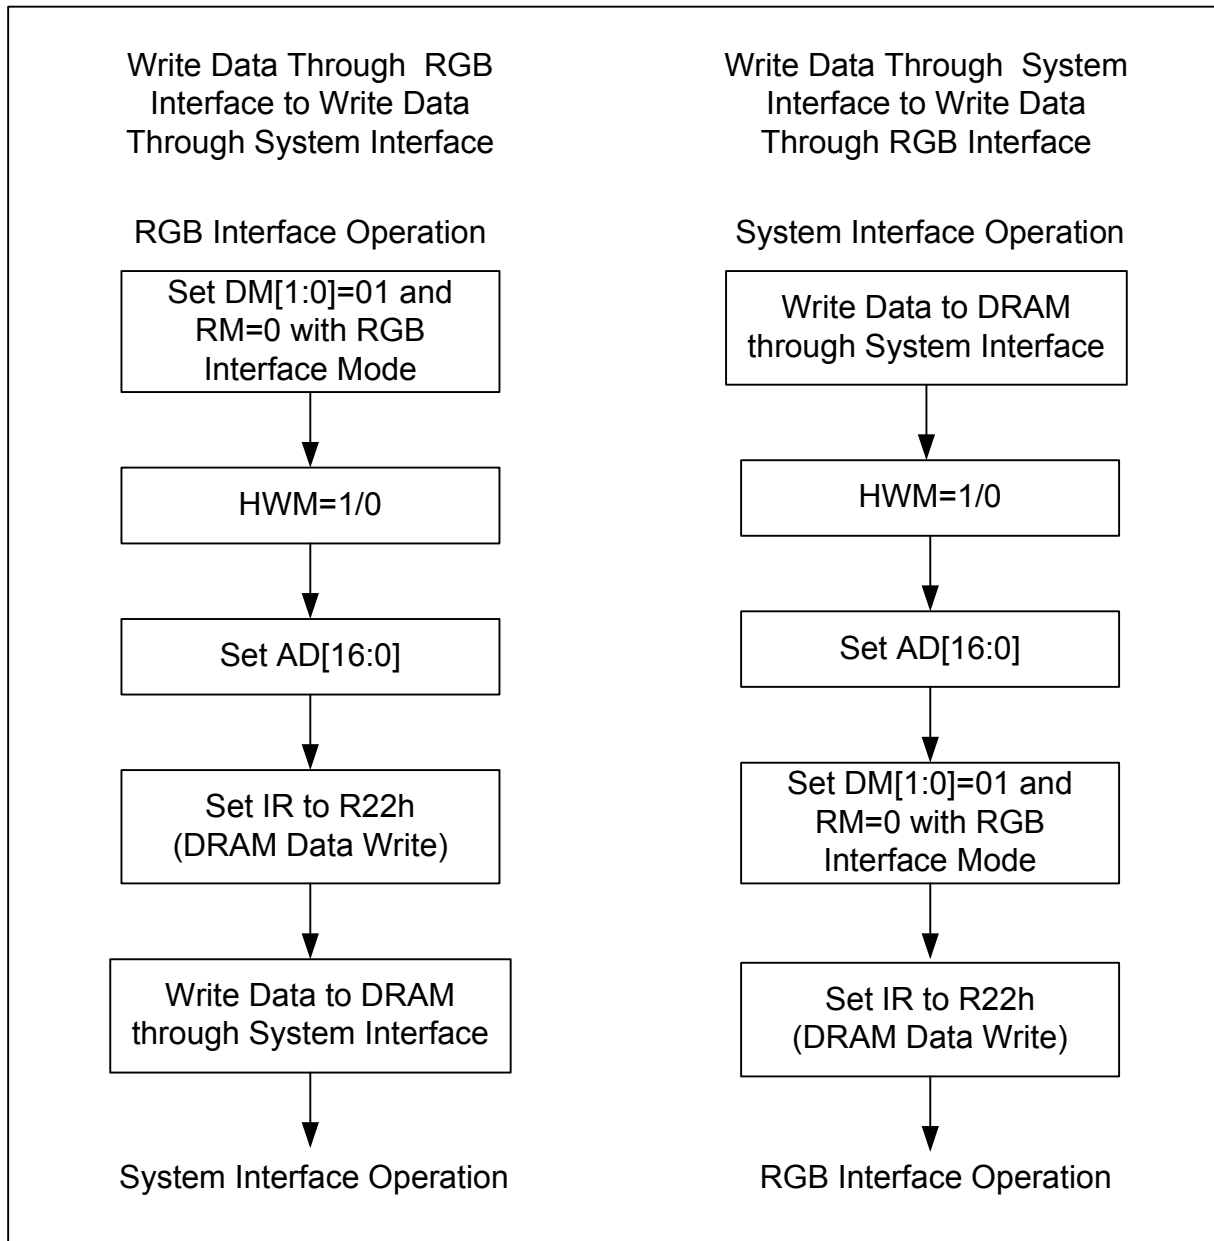 Write Data Through  RGB
Interface to Write Data
Through System Interface
RGB Interface Operation
Set DM[1:0]=01 and
RM=0 with RGB
Interface Mode
HWM=1/0
Set AD[16:0]
Set IR to R22h
(DRAM Data Write)
Write Data to DRAM
through System Interface
System Interface Operation
Write Data Through  System
Interface to Write Data
Through RGB Interface
System Interface Operation
Write Data to DRAM
through System Interface
HWM=1/0
Set AD[16:0]
Set DM[1:0]=01 and
RM=0 with RGB
Interface Mode
Set IR to R22h
(DRAM Data Write)
RGB Interface Operation